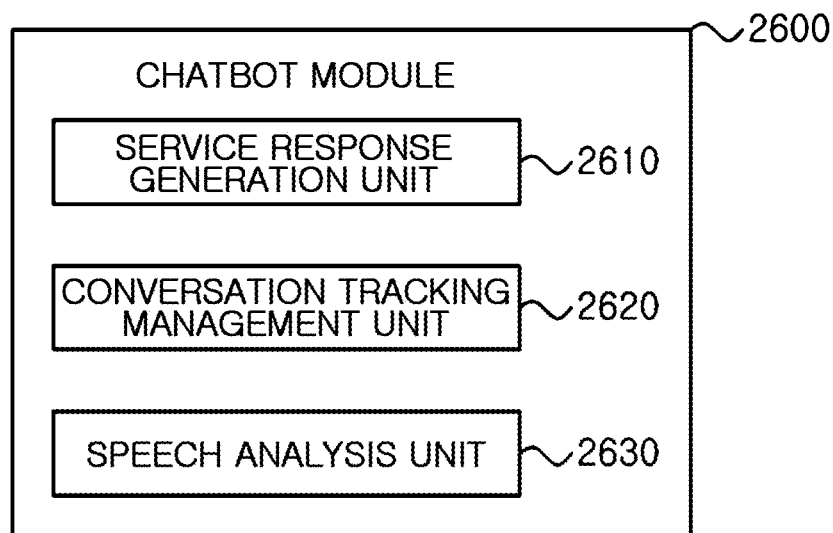 2600
CHATBOT MODULE
SERVICE RESPONSE
GENERATION UNIT
2610
CONVERSATION TRACKING
MANAGEMENT UNIT
2620
SPEECH ANALYSIS UNIT
2630